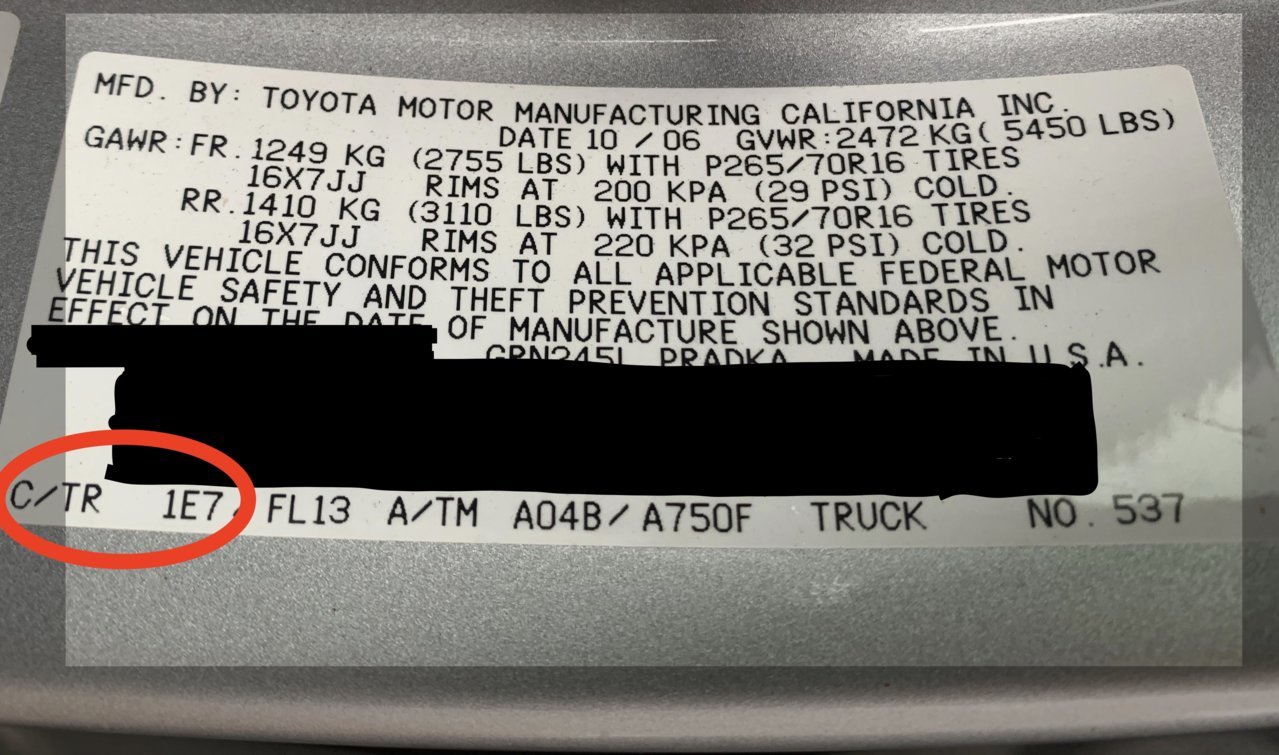 MFD. BY: TOYOTA MOTOR MANUFACTURING CALIFORNIA INC.
DATE 10 / 06 GVWR:2472 KG( 5450 LBS)
GAWR:FR. 1249 KG (2755 LBS) WITH P265/70R16 TIRES
16X7JJ RIMS AT 200 KPA (29 PSI) COLD.
RR. 1410 KG (3110 LBS) WITH P265/70R16 TIRES
16X7JJ RIMS AT 220 KPA (32 PSI) COLD.
THIS VEHICLE CONFORMS TO ALL APPLICABLE FEDERAL MOTOR
VEHICLE SAFETY AND THEFT PREVENTION STANDARDS IN
EFFECT ON THE DATE OF MANUFACTURE SHOWN ABOVE.
GRN245L PRADKA MADE IN U.S.A.
C/TR 1E7/ FL13 A/TM A04B/ A750F TRUCK NO. 537